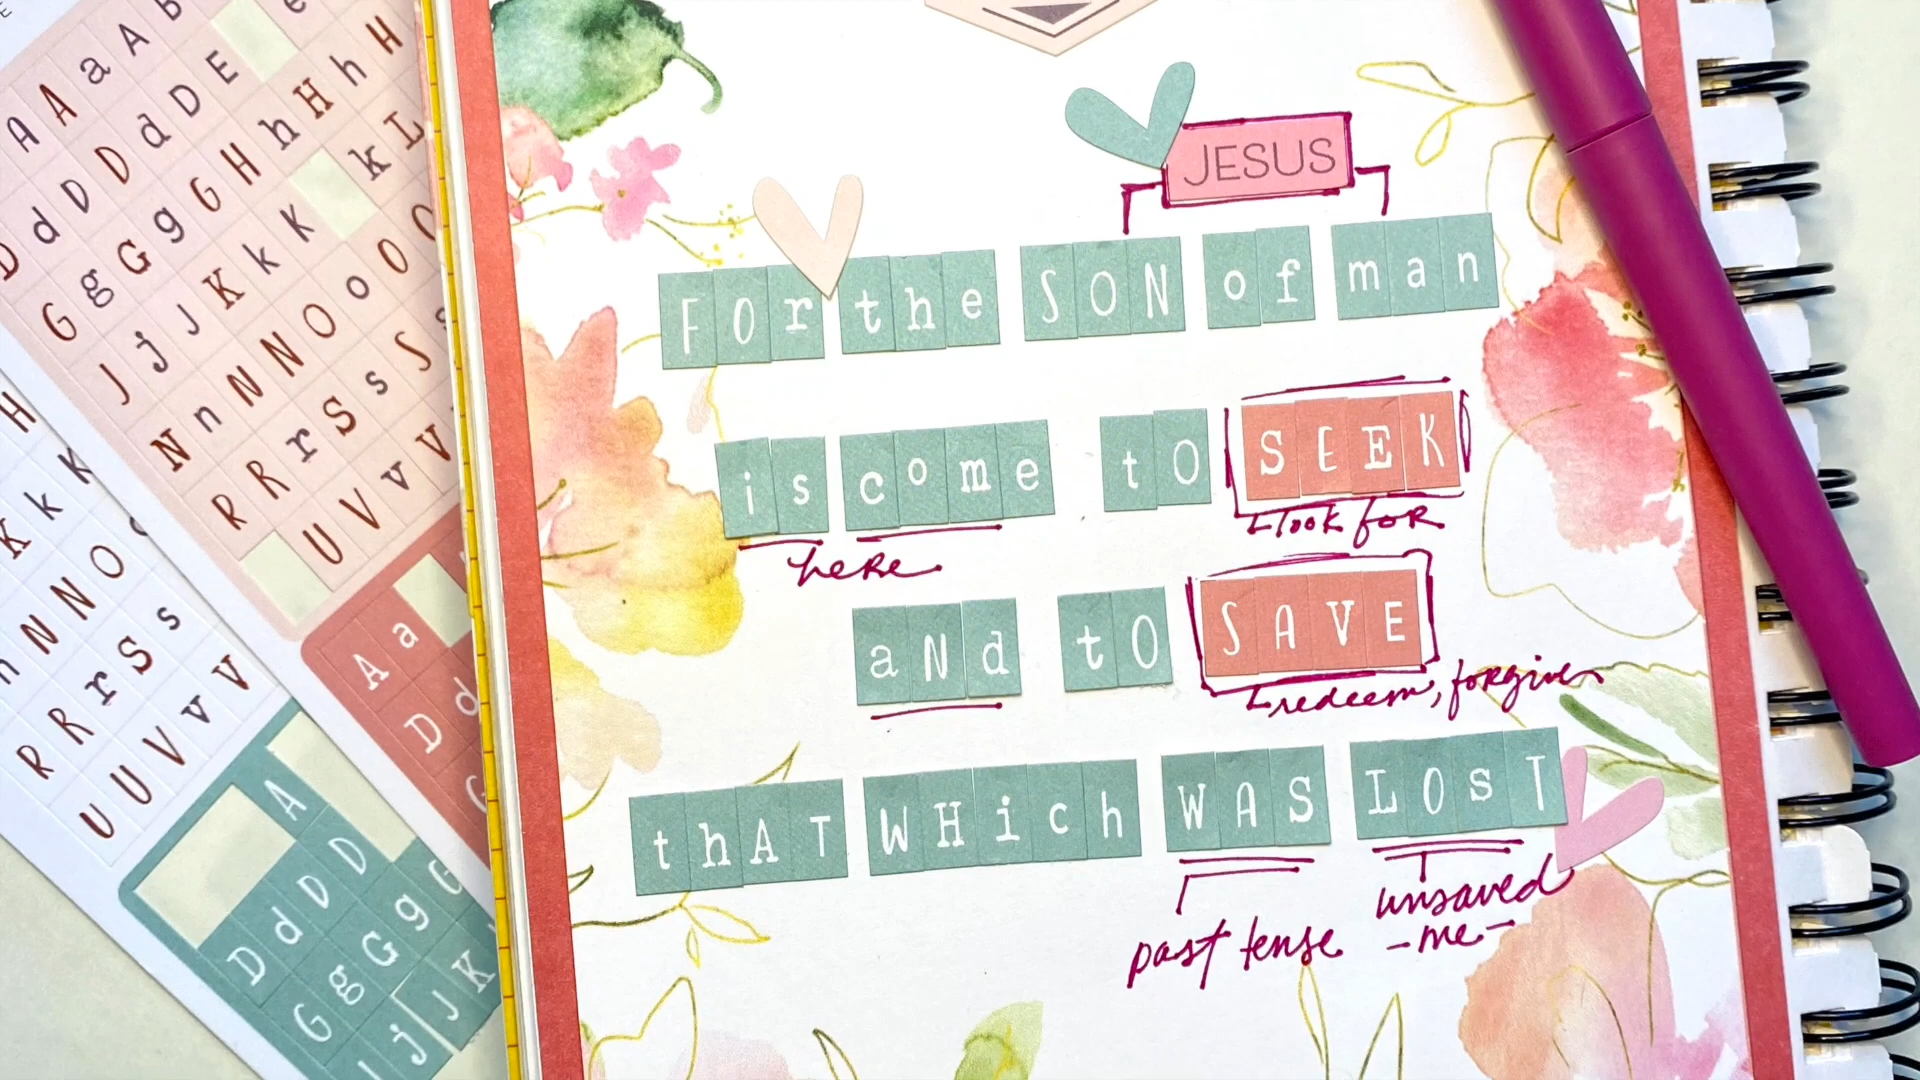 JESUS
FOr the SON of man
is come to SEEK
here
look for
aNd to SAVE
redeem, forgive
thAT WHich WAS LOsT
past tense
unsaved
-me-
A A a A b
D d D D d D E e
G g G g G H h H h H
J j J K k K k L
N n N N O o O O
R R r S s S s
U V v V
H
K k K
n N N O
R R r S s
U U V v V
A a
D d
G
A
D d D D
G g G g G
j J K